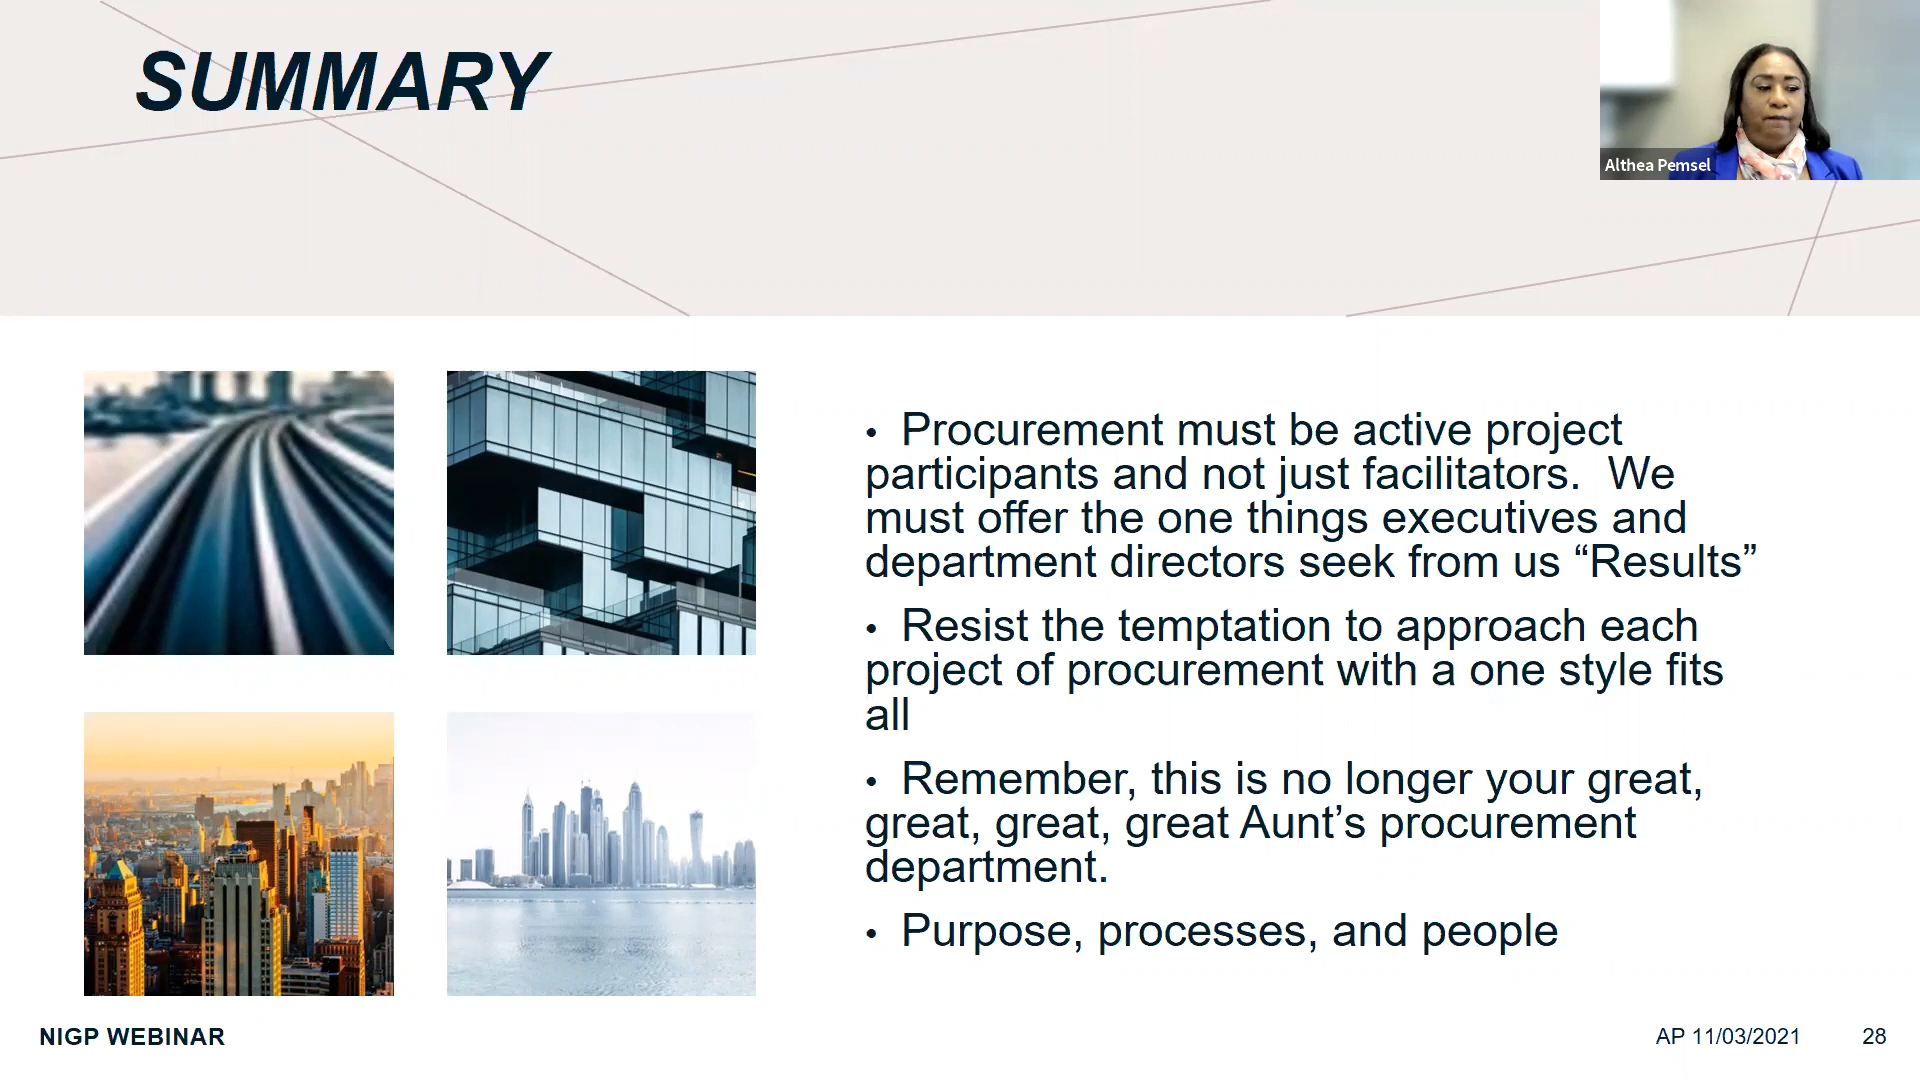 SUMMARY
Althea Pemsel
• Procurement must be active project
participants and not just facilitators.  We
must offer the one things executives and
department directors seek from us “Results”
• Resist the temptation to approach each
project of procurement with a one style fits
all
• Remember, this is no longer your great,
great, great, great Aunt’s procurement
department.
• Purpose, processes, and people
NIGP WEBINAR
AP 11/03/2021
28